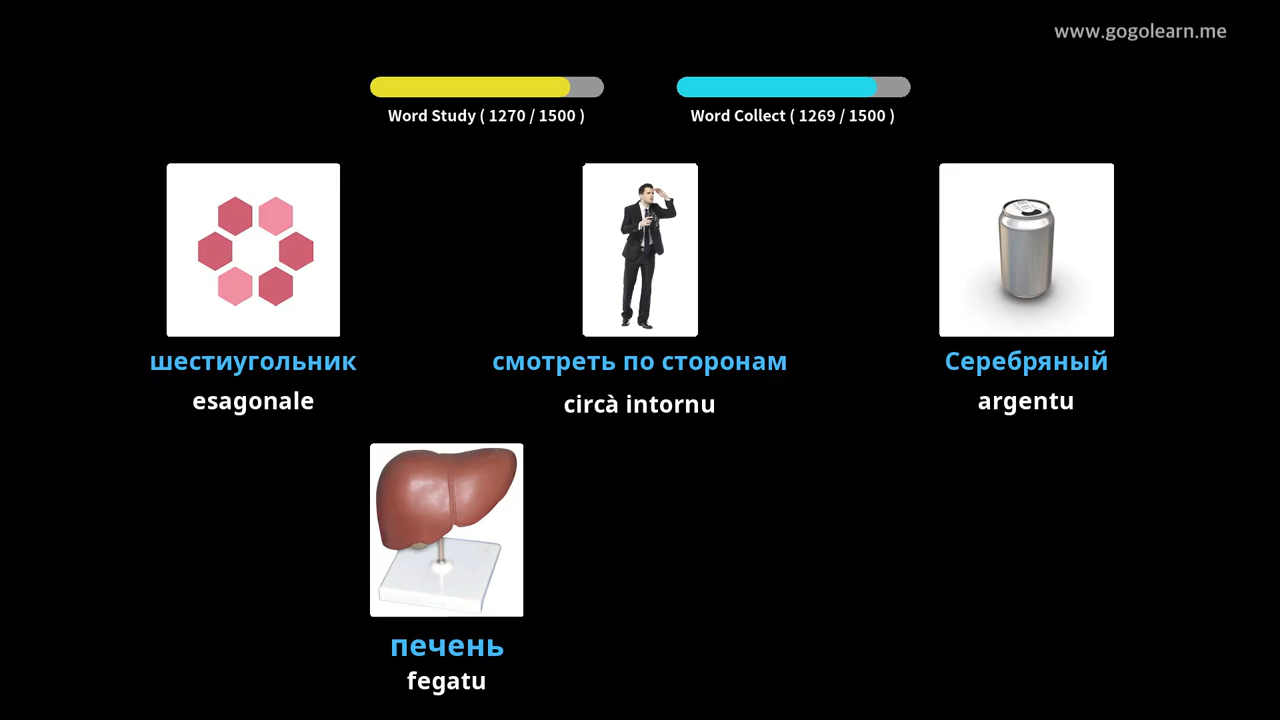 www.gogolearn.me
Word Study ( 1270 / 1500 )
Word Collect ( 1269 / 1500 )
шестиугольник
esagonale
смотреть по сторонам
circà intornu
Серебряный
argentu
печень
fegatu